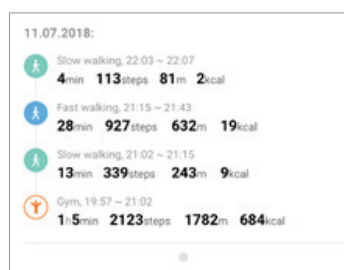 11.07.2018:
Slow walking, 22:03 ~ 22:07
4min 113steps 81m 2kcal
Fast walking, 21:15 ~ 21:43
28min 927steps 632m 19kcal
Slow walking, 21:02 ~ 21:15
13min 339steps 243m 9kcal
Gym, 19:57 ~ 21:02
1h5min 2123steps 1782m 684kcal